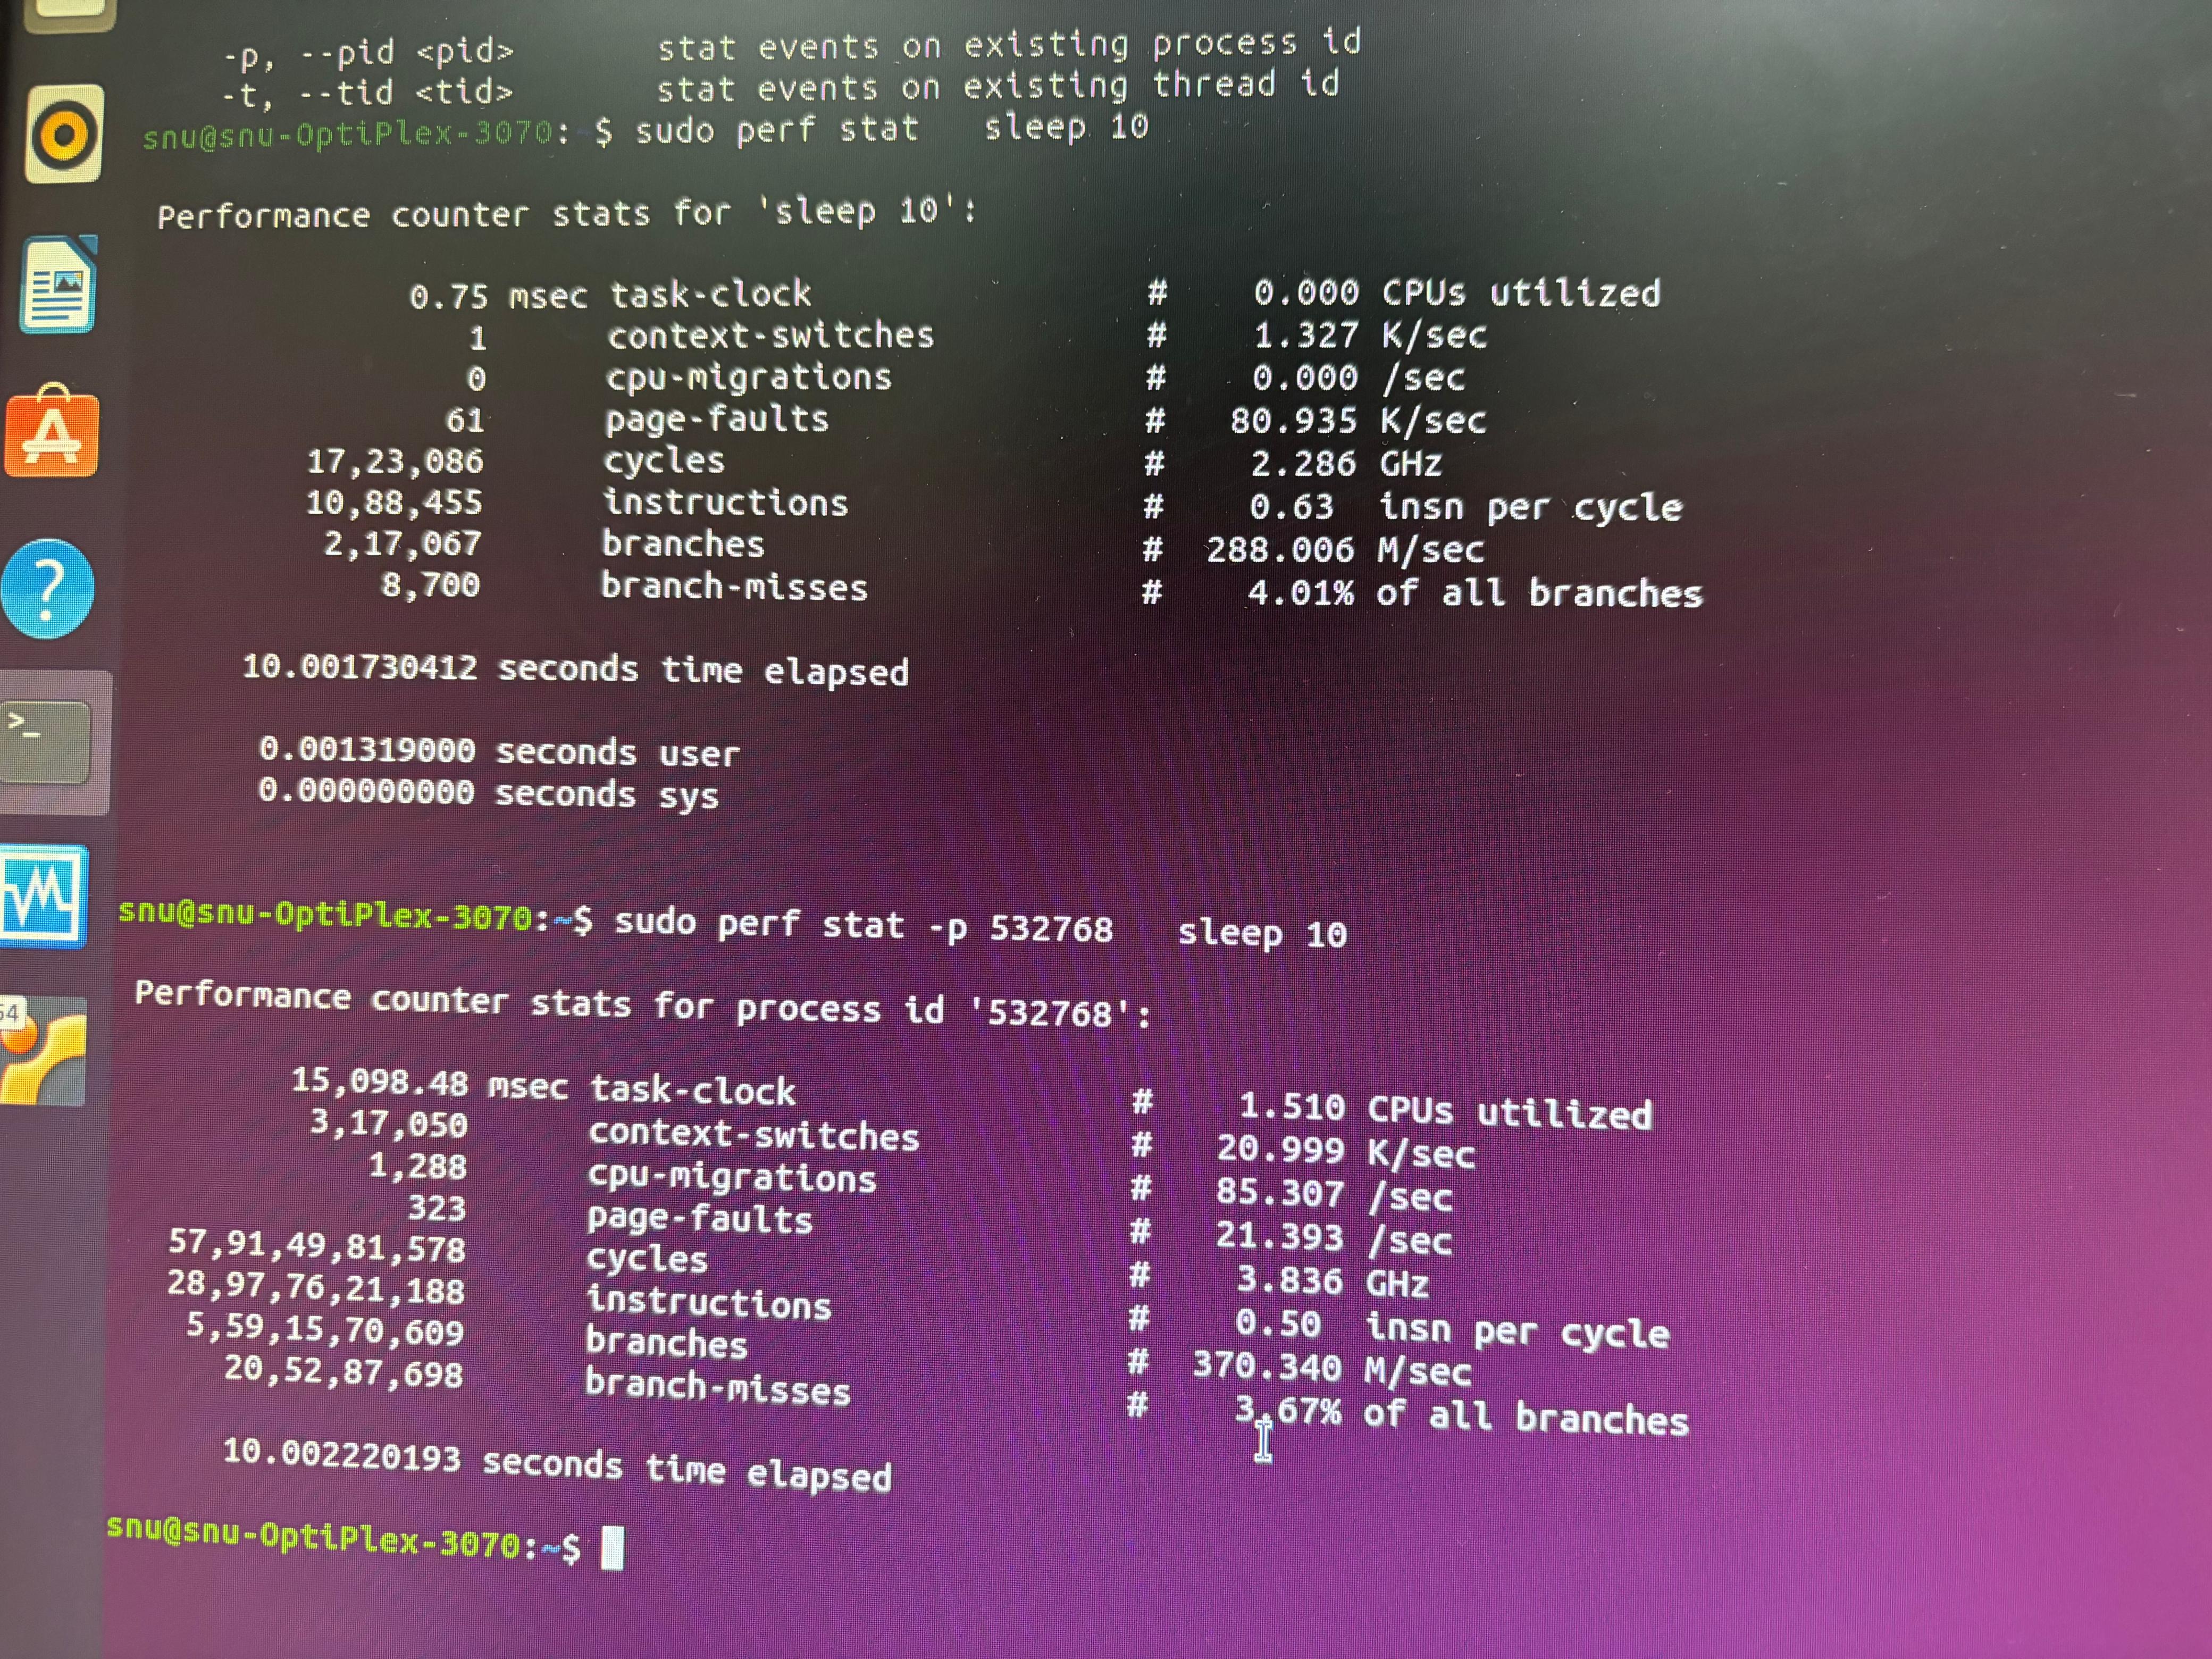 -p, --pid <pid> stat events on existing process id
-t, --tid <tid> stat events on existing thread id
snu@snu-OptiPlex-3070:~$ sudo perf stat sleep 10
Performance counter stats for 'sleep 10':
0.75 msec task-clock # 0.000 CPUs utilized
1 context-switches # 1.327 K/sec
0 cpu-migrations # 0.000 /sec
61 page-faults # 80.935 K/sec
17,23,086 cycles # 2.286 GHz
10,88,455 instructions # 0.63 insn per cycle
2,17,067 branches # 288.006 M/sec
8,700 branch-misses # 4.01% of all branches
10.001730412 seconds time elapsed
0.001319000 seconds user
0.000000000 seconds sys
snu@snu-OptiPlex-3070:~$ sudo perf stat -p 532768 sleep 10
Performance counter stats for process id '532768':
15,098.48 msec task-clock # 1.510 CPUs utilized
3,17,050 context-switches # 20.999 K/sec
1,288 cpu-migrations # 85.307 /sec
323 page-faults # 21.393 /sec
57,91,49,81,578 cycles # 3.836 GHz
28,97,76,21,188 instructions # 0.50 insn per cycle
5,59,15,70,609 branches # 370.340 M/sec
20,52,87,698 branch-misses # 3.67% of all branches
10.002220193 seconds time elapsed
snu@snu-OptiPlex-3070:~$